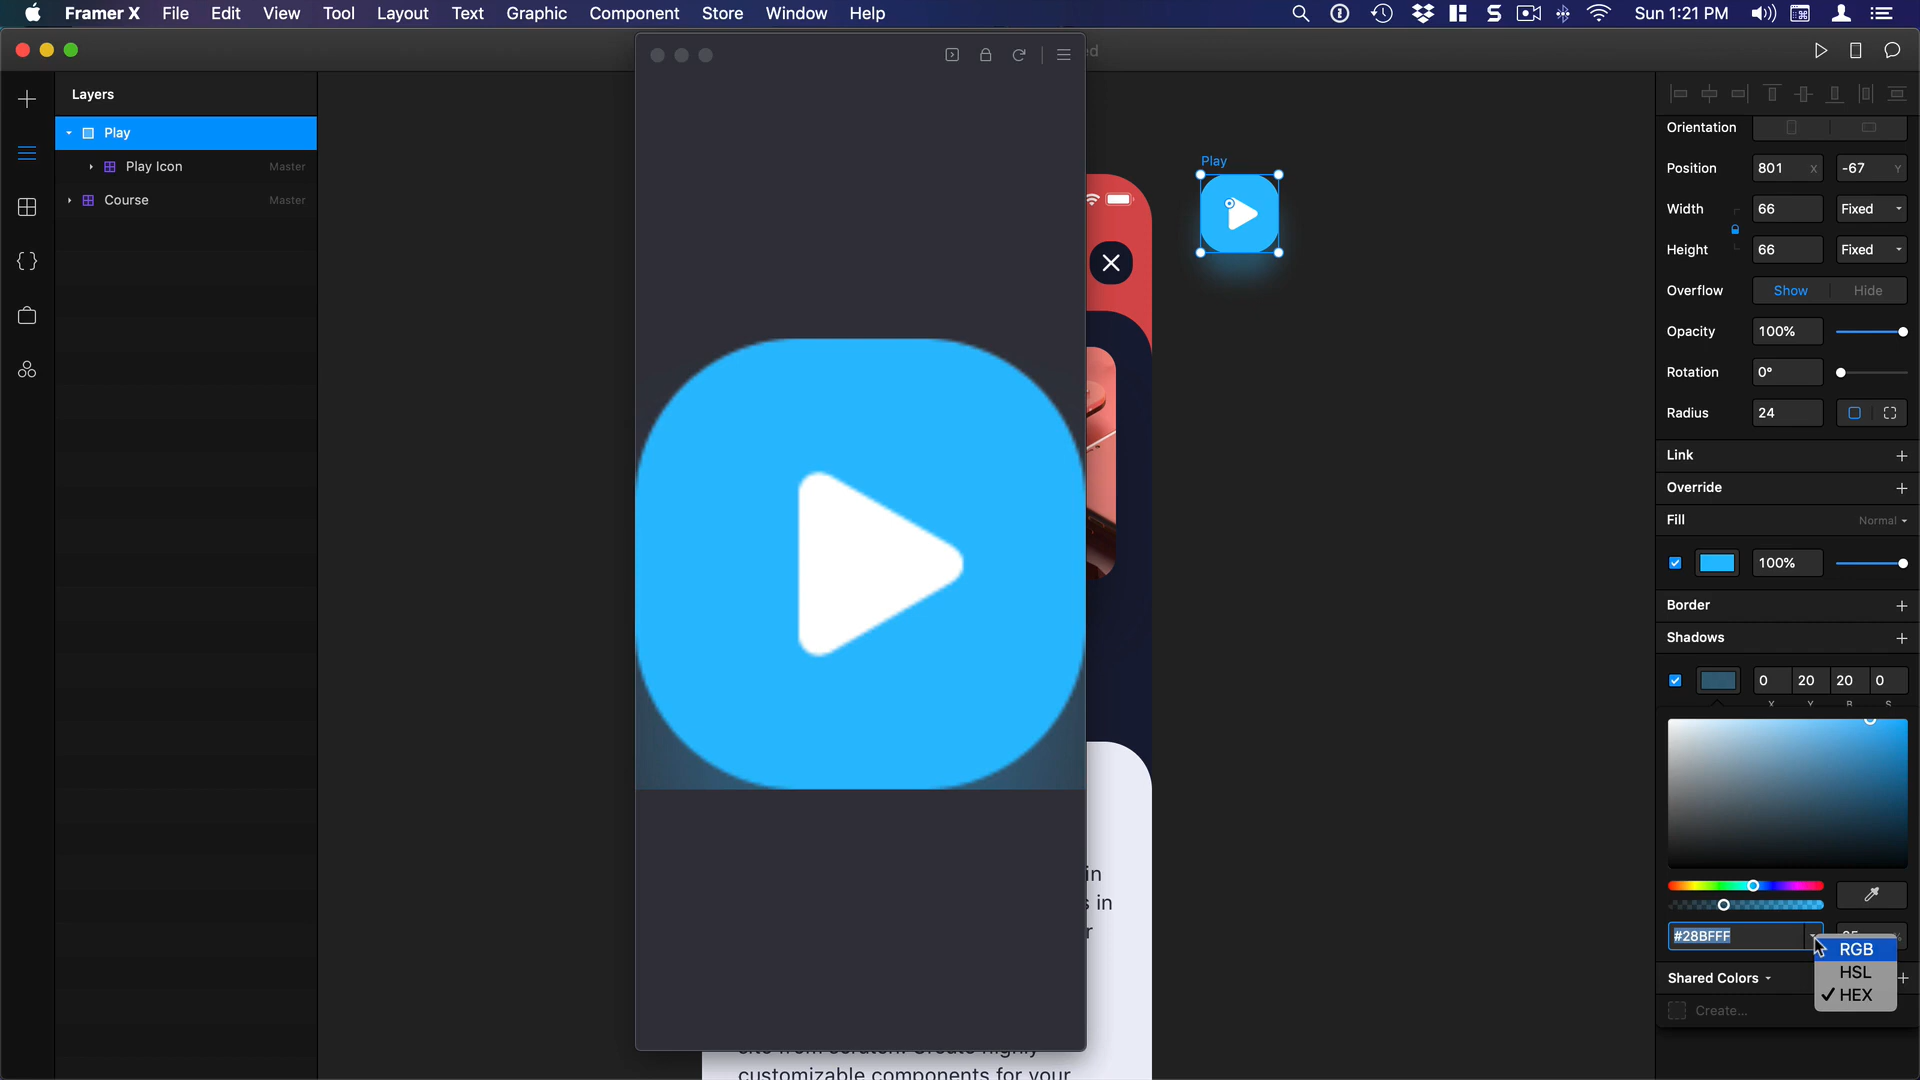 Framer X File Edit View Tool Layout Text Graphic Component Store Window Help Sun 1:21 PM
Layers
Play
Play Icon Master
Course Master
Play
in
s in
r
customizable components for your
Orientation
Position 801 X -67 Y
Width 66 Fixed
Height 66 Fixed
Overflow Show Hide
Opacity 100%
Rotation 0°
Radius 24
Link
Override
Fill Normal
100%
Border
Shadows
0 20 20 0
X Y B S
#28BFFF
%
RGB
HSL
HEX
Shared Colors
Create...